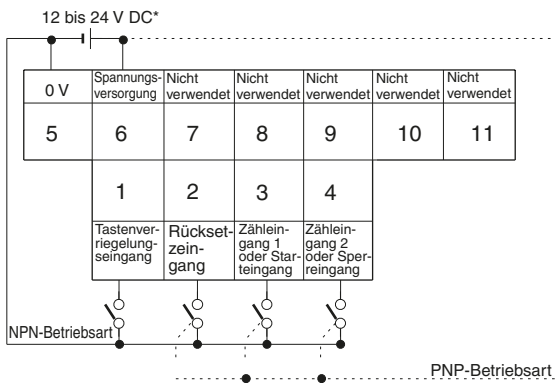 12 bis 24 V DC*
0 V
Spannungs-
versorgung
Nicht
verwendet
Nicht
verwendet
Nicht
verwendet
Nicht
verwendet
Nicht
verwendet
5
6
7
8
9
10
11
1
2
3
4
Tastenver-
riegelung-
seingang
Rückset-
zein-
gang
Zählein-
gang 1
oder Star-
teingang
Zählein-
gang 2
oder Sper-
reingang
NPN-Betriebsart
PNP-Betriebsart